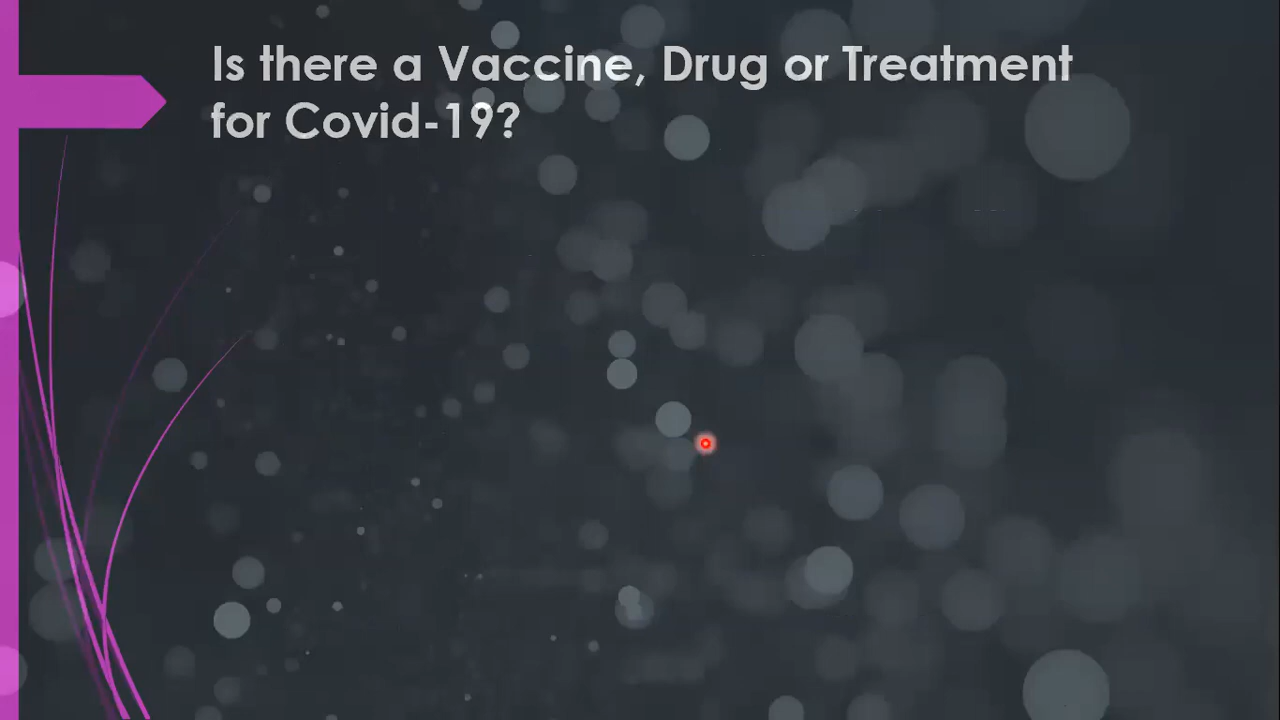 Is there a Vaccine, Drug or Treatment
for Covid-19?